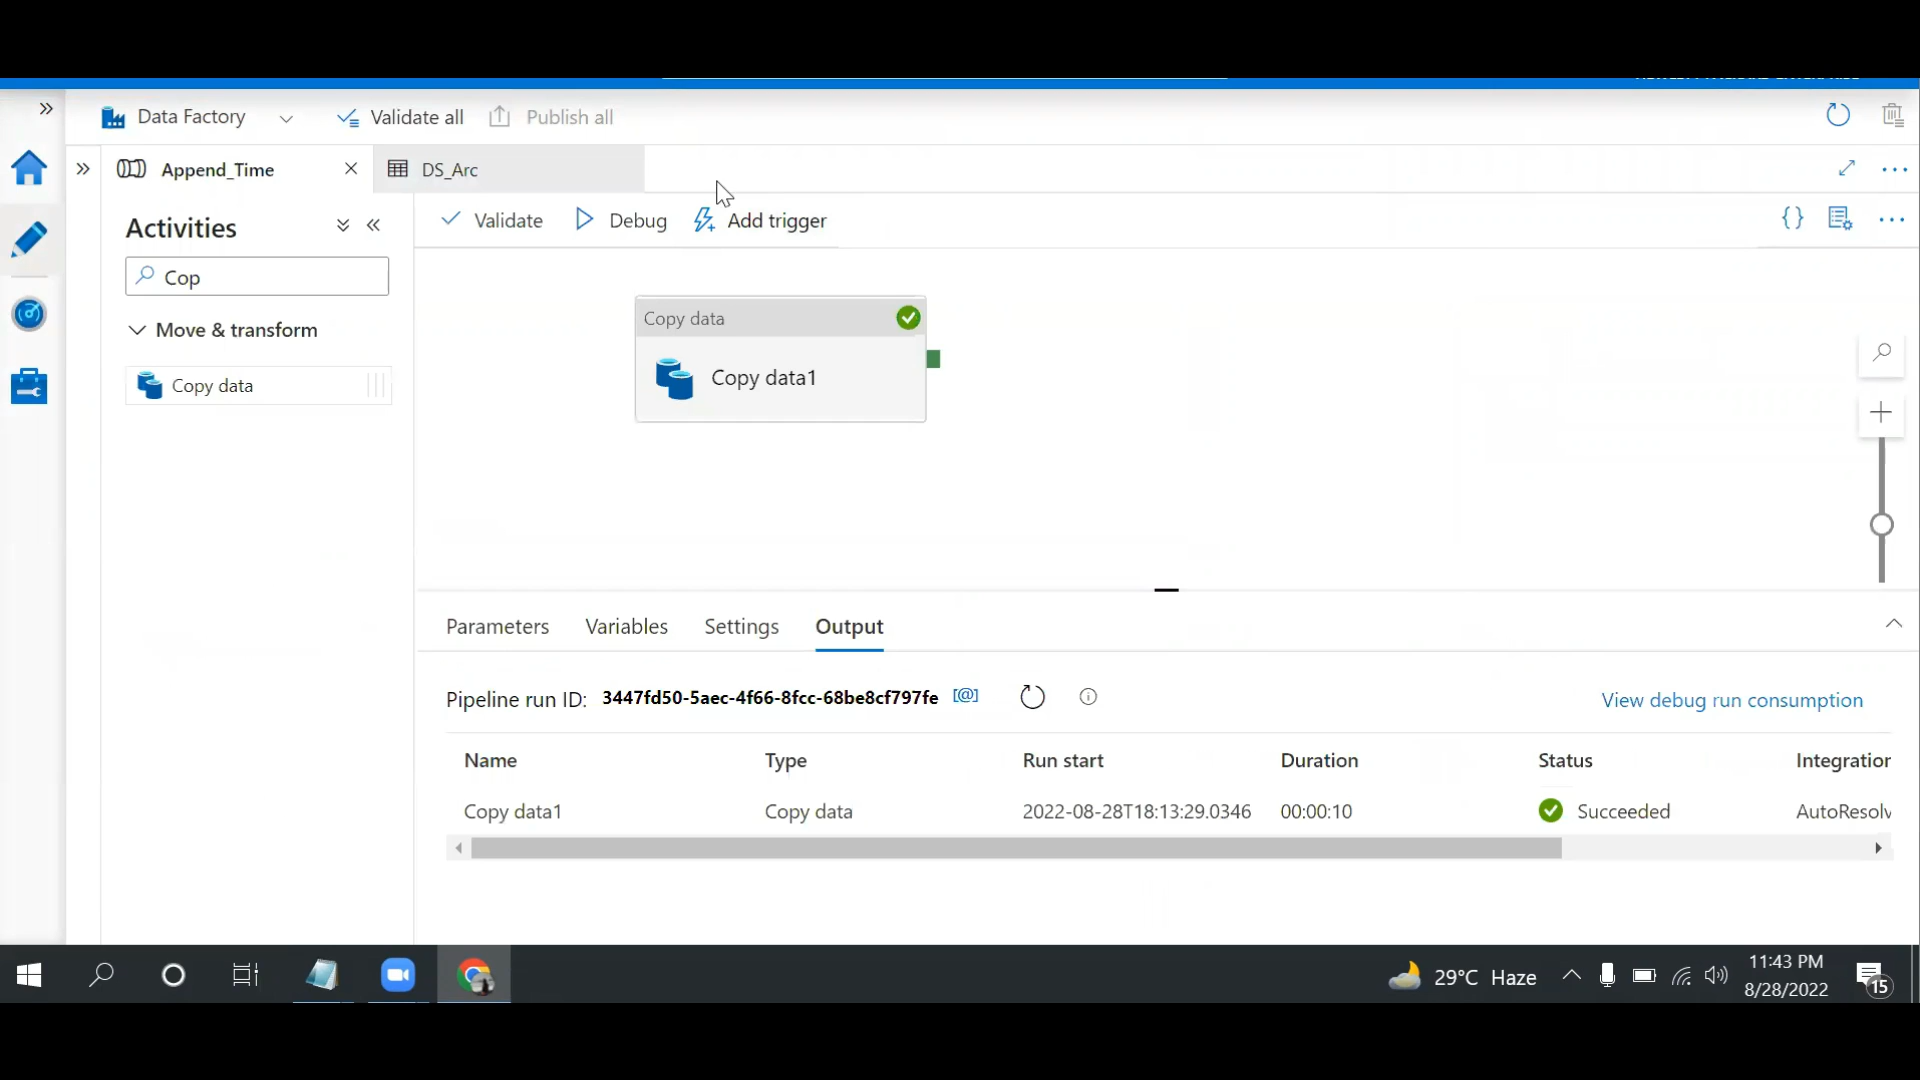 Data Factory
Validate all
Publish all
Append_Time
DS_Arc
Activities
Validate
Debug
Add trigger
{}
Cop
Move & transform
Copy data
Copy data
Copy data1
Parameters
Variables
Settings
Output
Pipeline run ID: 3447fd50-5aec-4f66-8fcc-68be8cf797fe
[@]
View debug run consumption
Name
Type
Run start
Duration
Status
Integration
Copy data1
Copy data
2022-08-28T18:13:29.0346
00:00:10
Succeeded
AutoResolv
29°C Haze
11:43 PM
8/28/2022
15